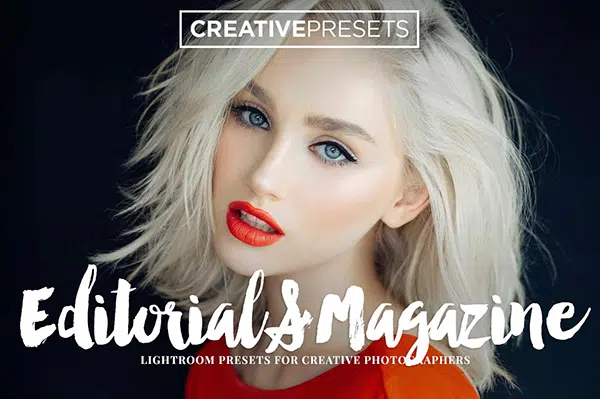 CREATIVEPRESETS
Editorial&Magazine
LIGHTROOM PRESETS FOR CREATIVE PHOTOGRAPHERS